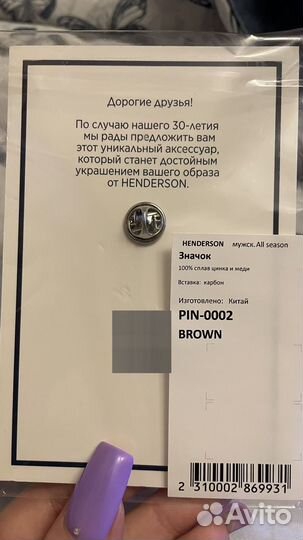 Дорогие друзья!
По случаю нашего 30-летия
мы рады предложить вам
этот уникальный аксессуар,
который станет достойным
украшением вашего образа
от HENDERSON.
HENDERSON мужск. All season
Значок
100% сплав цинка и меди
Вставка: карбон
Изготовлено: Китай
PIN-0002
BROWN
2 310002 869931
Avito